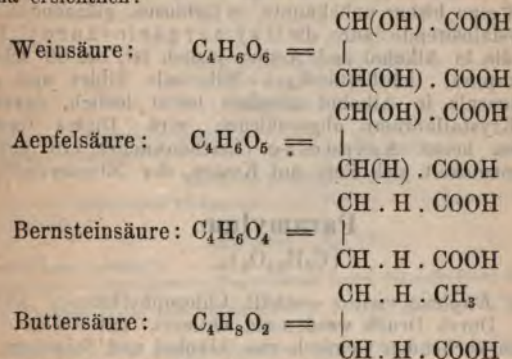 CH(OH) . COOH
Weinsäure: C₄H₆O₆ = |
CH(OH) . COOH
CH(OH) . COOH
Aepfelsäure: C₄H₆O₅ = |
CH(H) . COOH
CH . H . COOH
Bernsteinsäure: C₄H₆O₄ = |
CH . H . COOH
CH . H . CH₃
Buttersäure: C₄H₈O₂ = |
CH . H . COOH